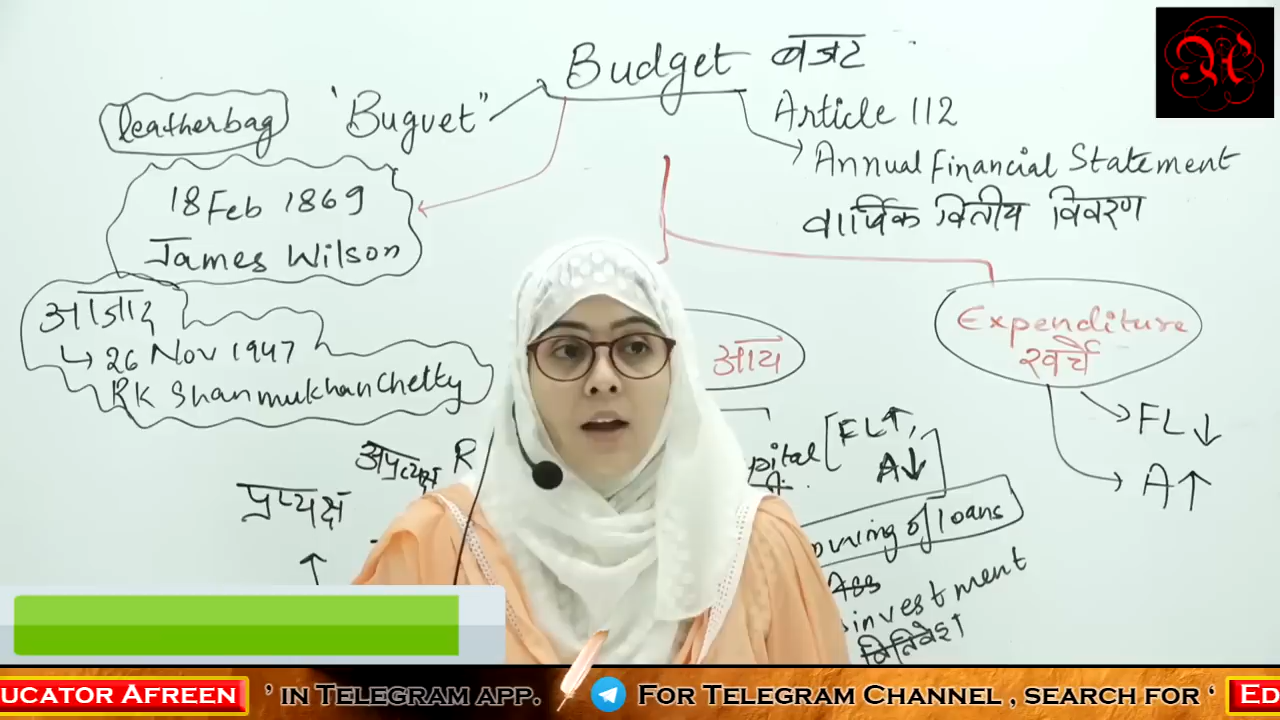 Budget बजट
leatherbag
'Buguet"
Article 112
Annual Financial Statement
वार्षिक वित्तीय विवरण
18 Feb 1869
James Wilson
आजाद
↳ 26 Nov 1947
RK Shanmukhan Chetty
आय
Expenditure
खर्चे
FL↓
A↑
अप्रत्यक्ष R
प्रत्यक्ष
↑
pital [FL↑,
A↓]
of loans
investment
विनिवेश
UCATOR AFREEN ' IN TELEGRAM APP. FOR TELEGRAM CHANNEL , SEARCH FOR ' ED